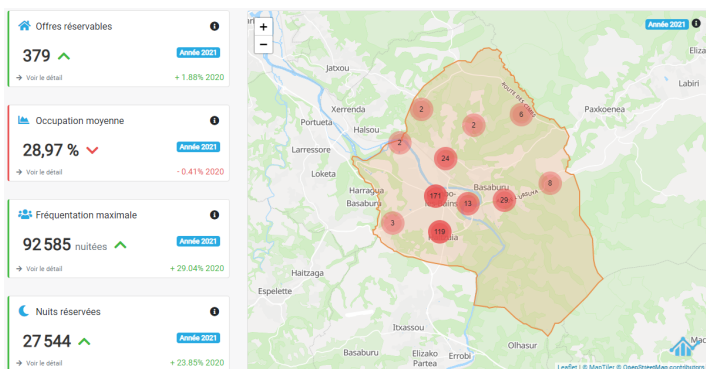 Offres réservables
379
Année 2021
Voir le détail
+ 1.88% 2020
Occupation moyenne
28,97 %
Année 2021
Voir le détail
- 0.41% 2020
Fréquentation maximale
92 585 nuitées
Année 2021
Voir le détail
+ 29.04% 2020
Nuits réservées
27 544
Année 2021
Voir le détail
+ 23.85% 2020
+
−
Année 2021
Jatxou
Eliza
Labiri
Xerrenda
Portueta
Halsou
Paxkoenea
Larressore
Loketa
Harragua
Basaburu
Basaburu
2
2
6
2
24
8
171
13
29
3
119
Haitzaga
Espelette
Itxassou
Basaburu
Elizako
Partea
Errobi
Olhasur
Mac
Leaflet | © MapTiler © OpenStreetMap contributors